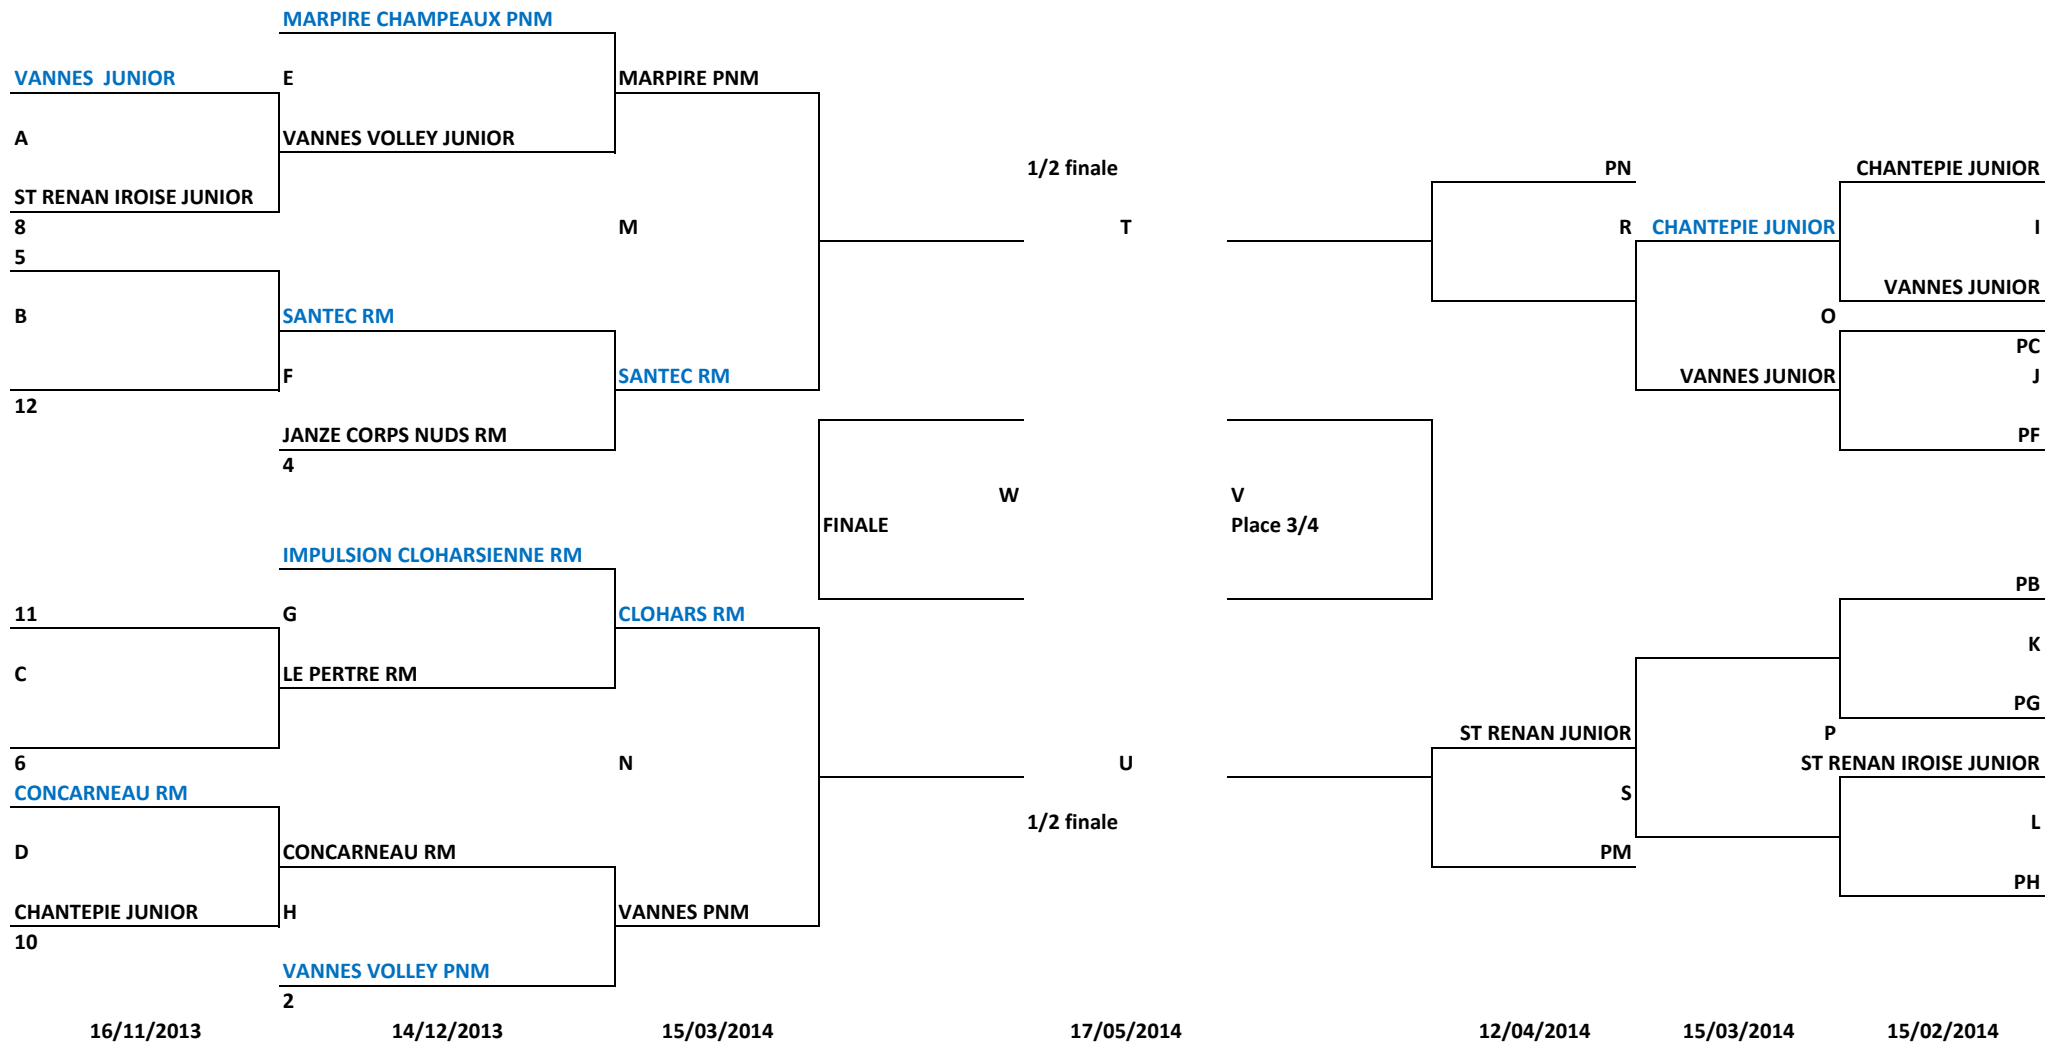 MARPIRE CHAMPEAUX PNM
VANNES  JUNIOR
E
MARPIRE PNM
A
VANNES VOLLEY JUNIOR
1/2 finale
PN
CHANTEPIE JUNIOR
ST RENAN IROISE JUNIOR
8
M
T
R
CHANTEPIE JUNIOR
I
5
VANNES JUNIOR
B
SANTEC RM
O
PC
F
SANTEC RM
VANNES JUNIOR
J
12
JANZE CORPS NUDS RM
PF
4
W
V
FINALE
Place 3/4
IMPULSION CLOHARSIENNE RM
PB
11
G
CLOHARS RM
K
C
LE PERTRE RM
PG
ST RENAN JUNIOR
P
6
N
U
ST RENAN IROISE JUNIOR
CONCARNEAU RM
S
1/2 finale
L
D
CONCARNEAU RM
PM
PH
CHANTEPIE JUNIOR
H
VANNES PNM
10
VANNES VOLLEY PNM
2
16/11/2013
14/12/2013
15/03/2014
17/05/2014
12/04/2014
15/03/2014
15/02/2014